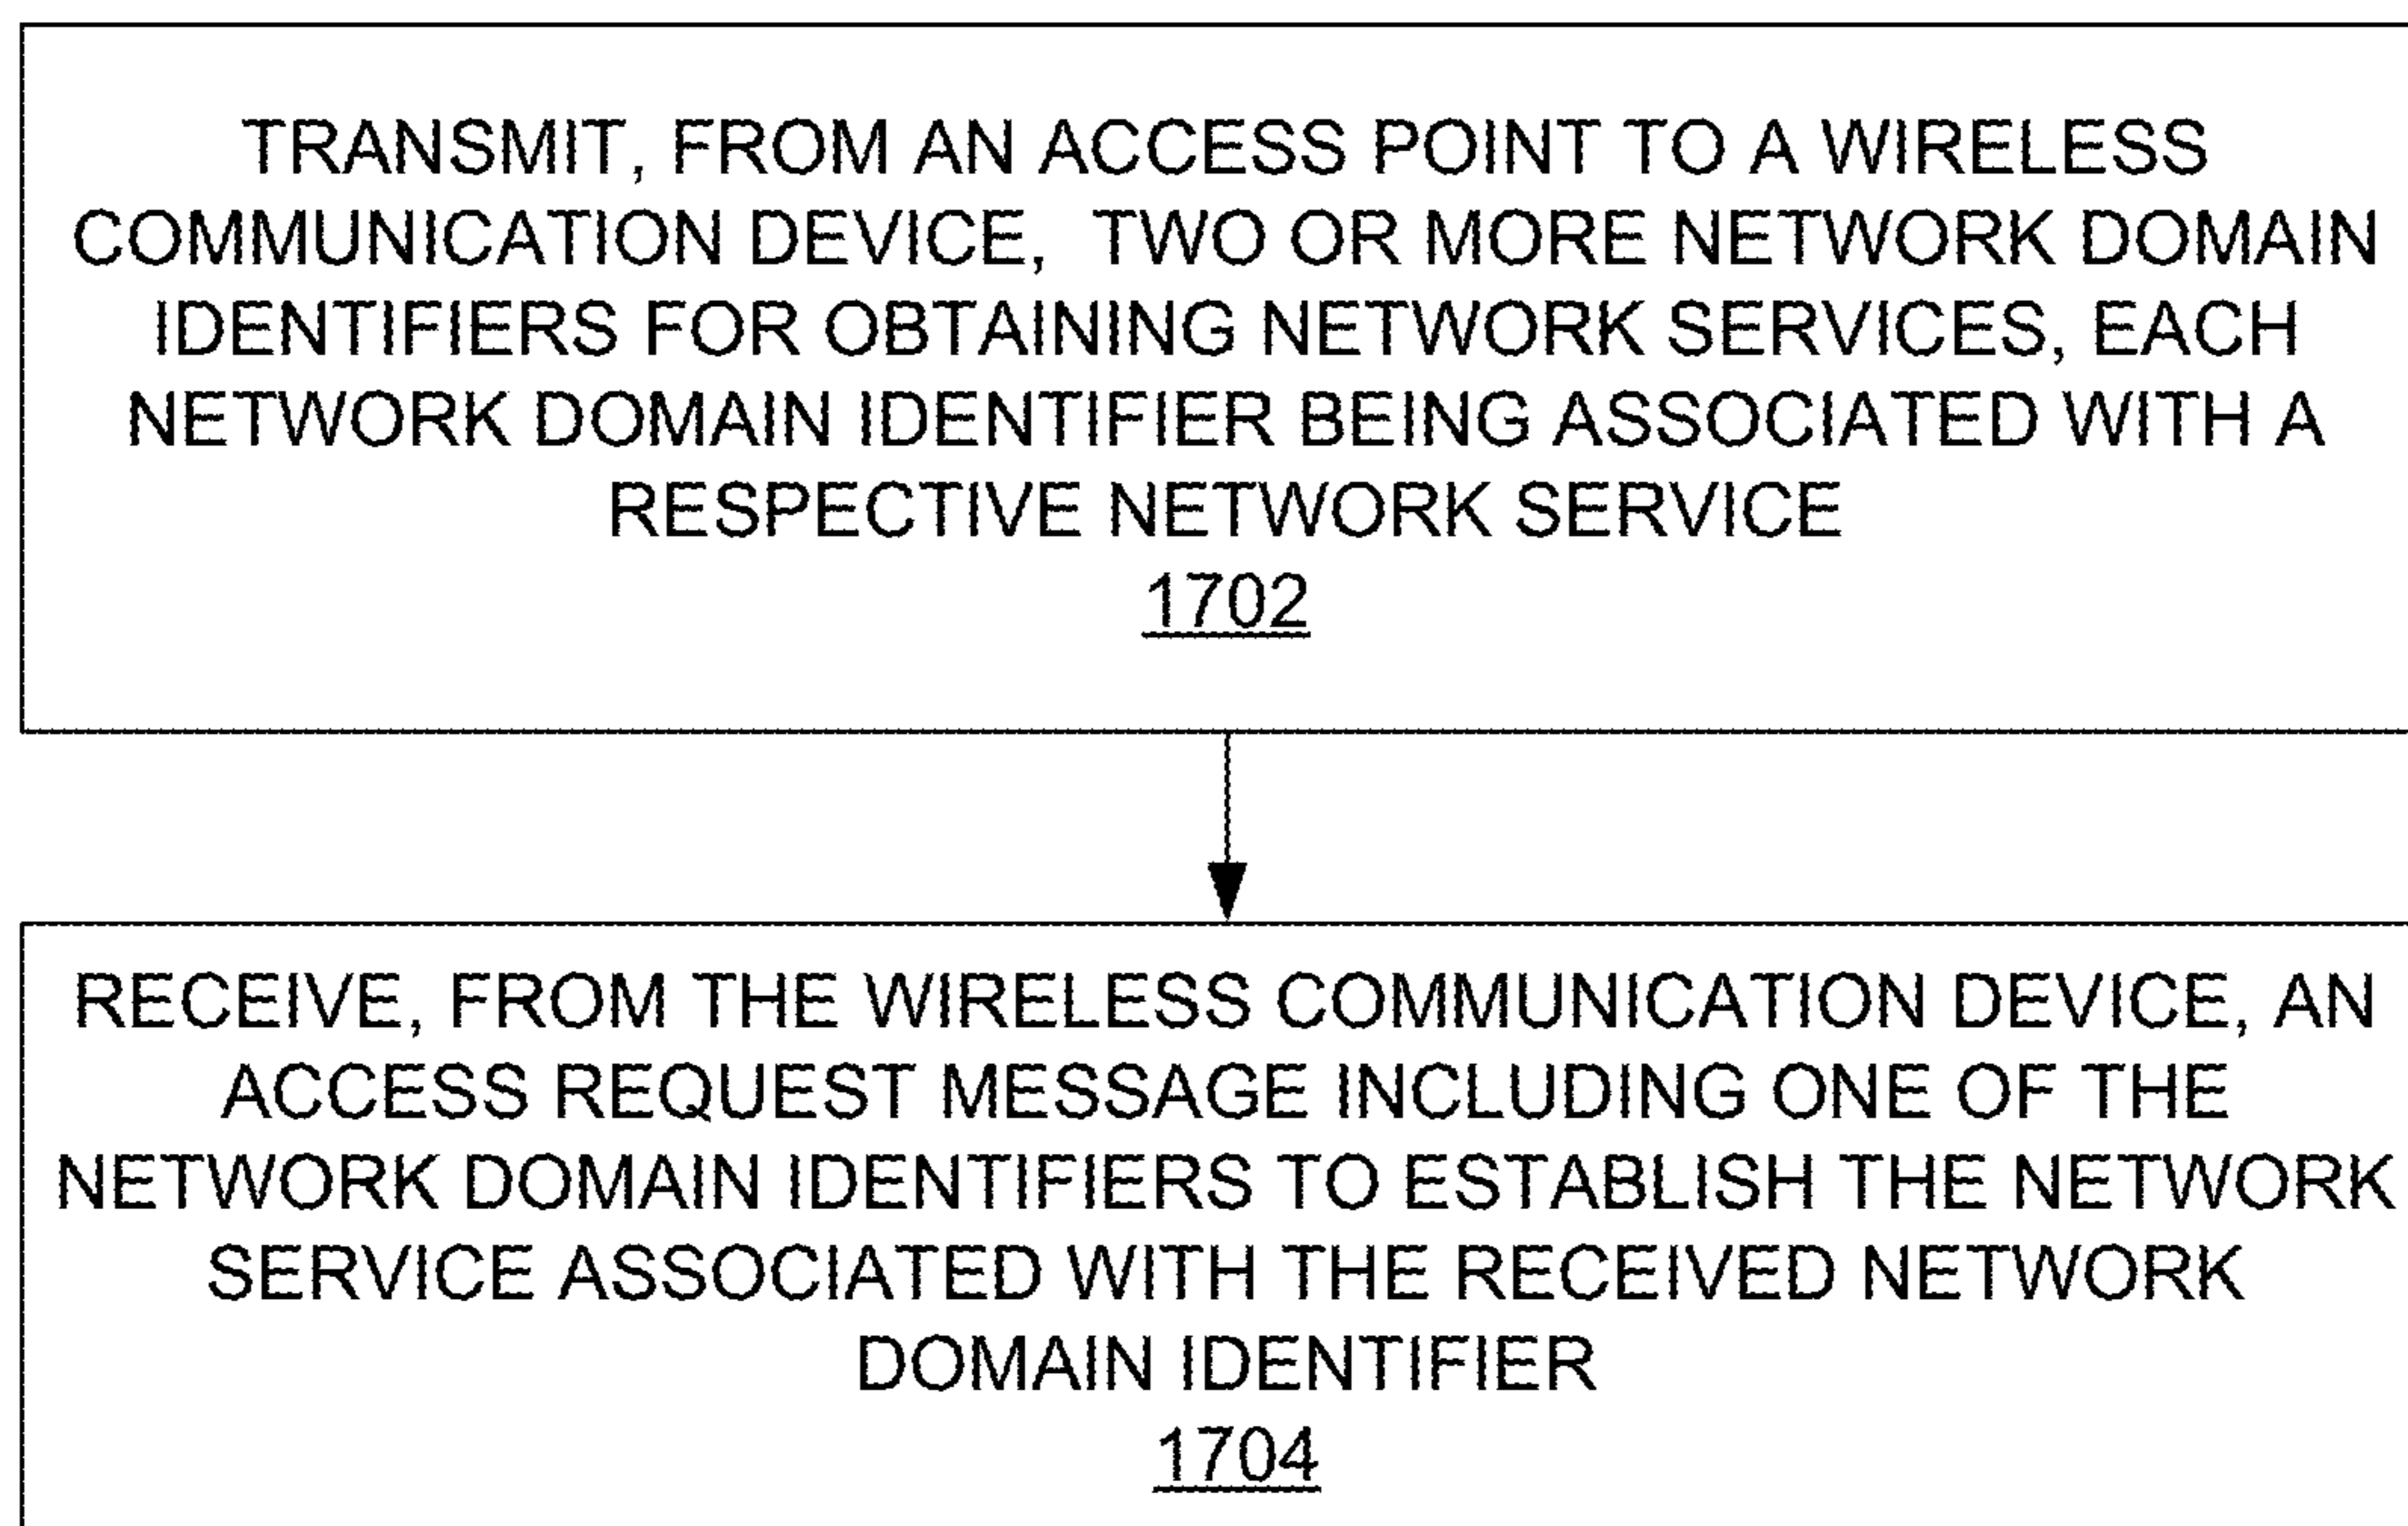 TRANSMIT, FROM AN ACCESS POINT TO A WIRELESS
COMMUNICATION DEVICE, TWO OR MORE NETWORK DOMAIN
IDENTIFIERS FOR OBTAINING NETWORK SERVICES, EACH
NETWORK DOMAIN IDENTIFIER BEING ASSOCIATED WITH A
RESPECTIVE NETWORK SERVICE
1702
RECEIVE, FROM THE WIRELESS COMMUNICATION DEVICE, AN
ACCESS REQUEST MESSAGE INCLUDING ONE OF THE
NETWORK DOMAIN IDENTIFIERS TO ESTABLISH THE NETWORK
SERVICE ASSOCIATED WITH THE RECEIVED NETWORK
DOMAIN IDENTIFIER
1704